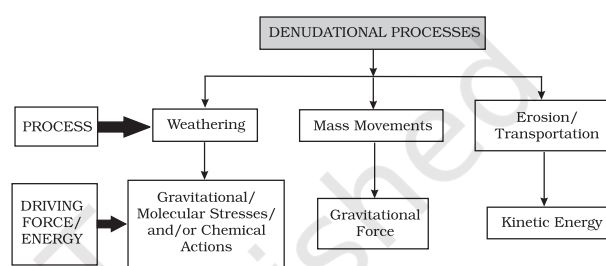 DENUDATIONAL PROCESSES
PROCESS
Weathering
Mass Movements
Erosion/
Transportation
DRIVING
FORCE/
ENERGY
Gravitational/
Molecular Stresses/
and/or Chemical
Actions
Gravitational
Force
Kinetic Energy